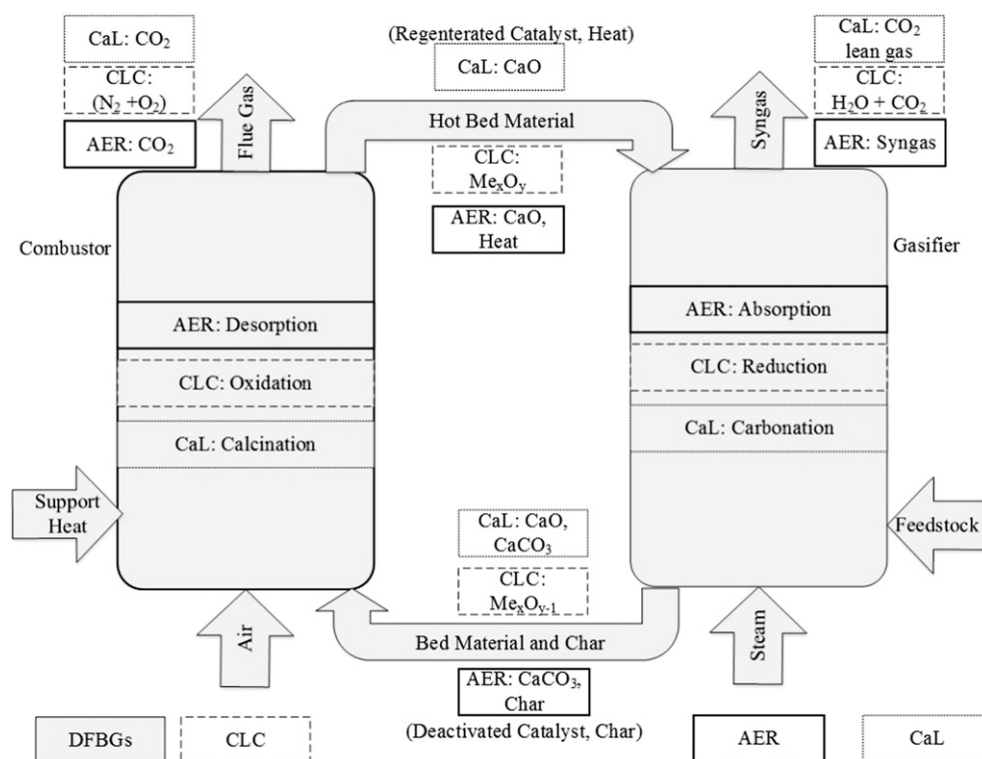 CaL: CO₂
CLC:
(N₂ +O₂)
AER: CO₂
Flue Gas
(Regenterated Catalyst, Heat)
CaL: CaO
Hot Bed Material
CLC:
MeₓOᵧ
AER: CaO,
Heat
CaL: CO₂
lean gas
CLC:
H₂O + CO₂
AER: Syngas
Syngas
Combustor
AER: Desorption
CLC: Oxidation
CaL: Calcination
Support
Heat
Air
Gasifier
AER: Absorption
CLC: Reduction
CaL: Carbonation
Feedstock
Steam
CaL: CaO,
CaCO₃
CLC:
MeₓOᵧ₋₁
Bed Material and Char
AER: CaCO₃,
Char
(Deactivated Catalyst, Char)
DFBGs
CLC
AER
CaL